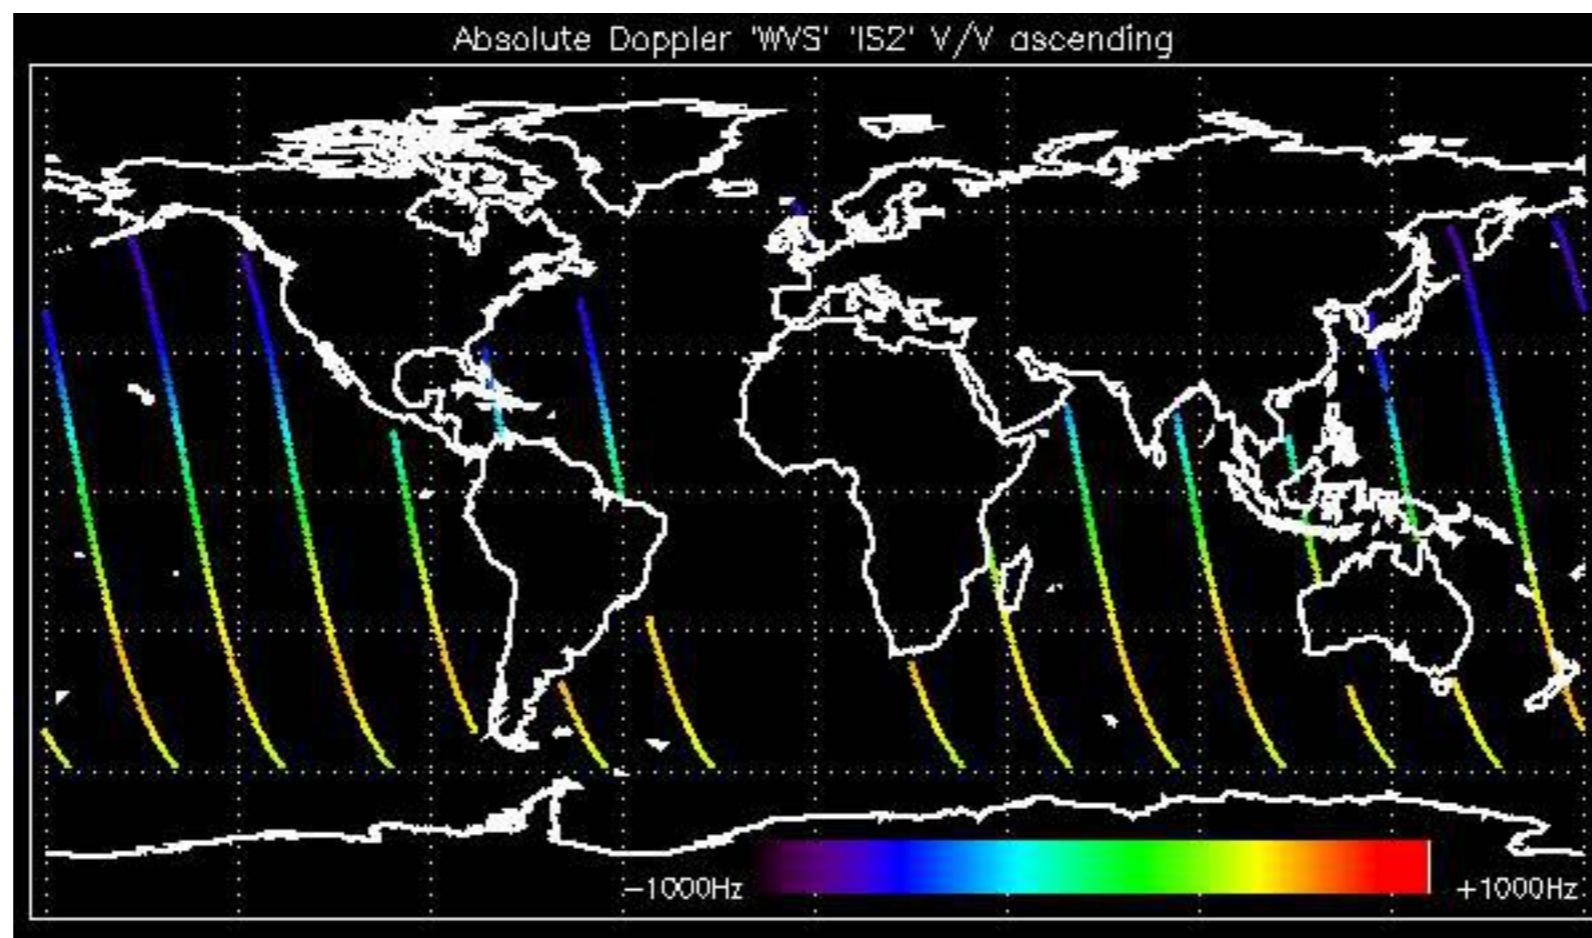 Absolute Doppler 'WVS' 'IS2' V/V ascending
−1000Hz
+1000Hz